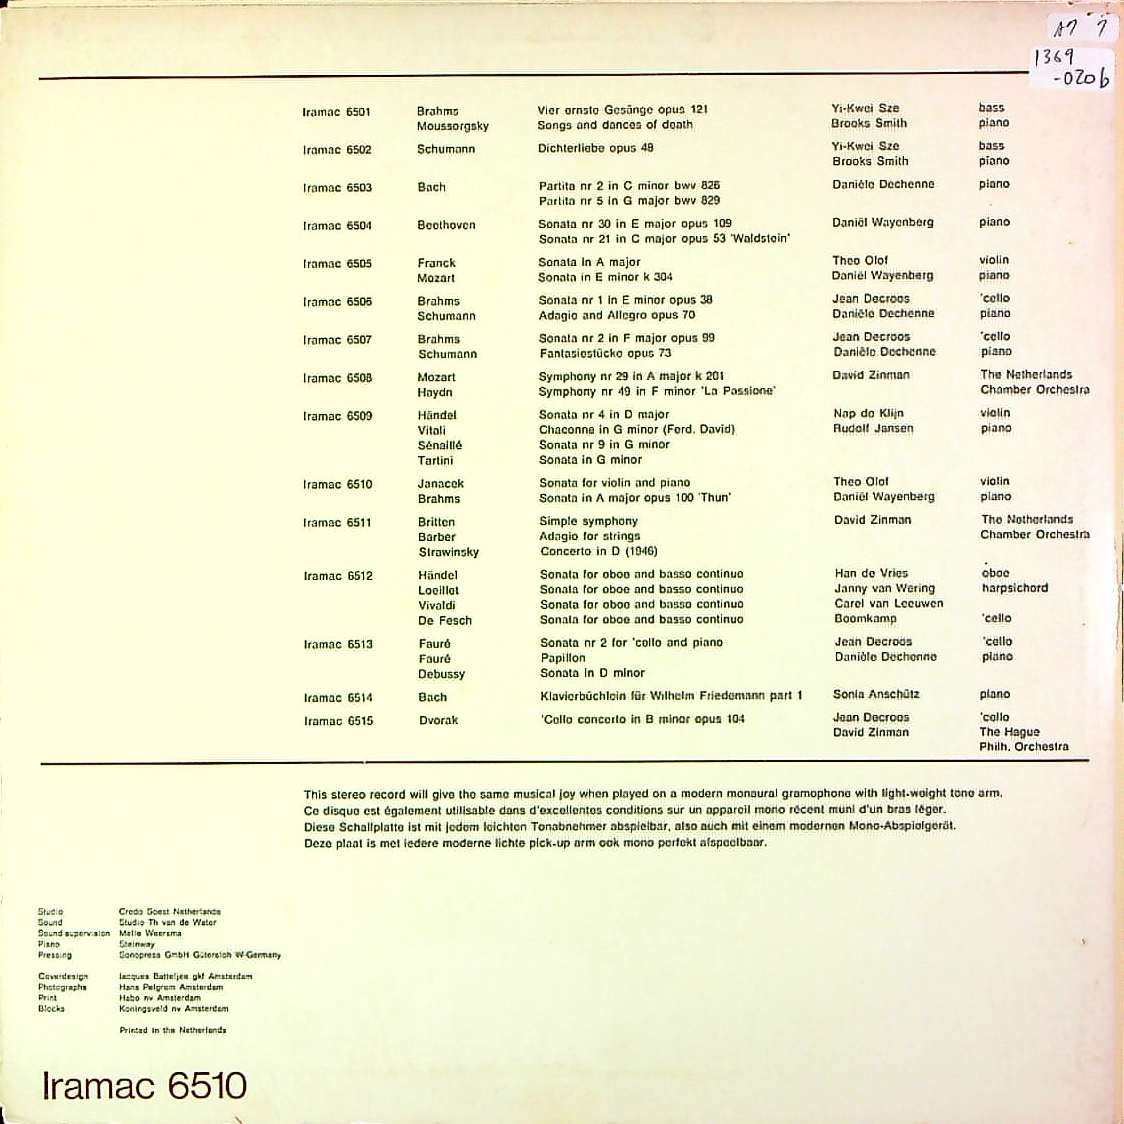 A7 7
1369
-020b
Iramac 6501 Brahms Vier ernste Gesänge opus 121 Yi-Kwei Sze bass
Moussorgsky Songs and dances of death Brooks Smith piano
Iramac 6502 Schumann Dichterliebe opus 48 Yi-Kwei Sze bass
Brooks Smith piano
Iramac 6503 Bach Partita nr 2 in C minor bwv 826 Danièle Dechenne piano
Partita nr 5 in G major bwv 829
Iramac 6504 Beethoven Sonata nr 30 in E major opus 109 Daniël Wayenberg piano
Sonata nr 21 in C major opus 53 'Waldstein'
Iramac 6505 Franck Sonata in A major Theo Olof violin
Mozart Sonata in E minor k 304 Daniël Wayenberg piano
Iramac 6506 Brahms Sonata nr 1 in E minor opus 38 Jean Decroos 'cello
Schumann Adagio and Allegro opus 70 Danièle Dechenne piano
Iramac 6507 Brahms Sonata nr 2 in F major opus 99 Jean Decroos 'cello
Schumann Fantasiestücke opus 73 Danièle Dechenne piano
Iramac 6508 Mozart Symphony nr 29 in A major k 201 David Zinman The Netherlands
Haydn Symphony nr 49 in F minor 'La Passione' Chamber Orchestra
Iramac 6509 Händel Sonata nr 4 in D major Nap de Klijn violin
Vitali Chaconne in G minor (Ferd. David) Rudolf Jansen piano
Sénaillé Sonata nr 9 in G minor
Tartini Sonata in G minor
Iramac 6510 Janacek Sonata for violin and piano Theo Olof violin
Brahms Sonata in A major opus 100 'Thun' Daniël Wayenberg piano
Iramac 6511 Britten Simple symphony David Zinman The Netherlands
Barber Adagio for strings Chamber Orchestra
Strawinsky Concerto in D (1946)
Iramac 6512 Händel Sonata for oboe and basso continuo Han de Vries oboe
Loeillet Sonata for oboe and basso continuo Janny van Wering harpsichord
Vivaldi Sonata for oboe and basso continuo Carel van Leeuwen
De Fesch Sonata for oboe and basso continuo Boomkamp 'cello
Iramac 6513 Fauré Sonata nr 2 for 'cello and piano Jean Decroos 'cello
Fauré Papillon Danièle Dechenne piano
Debussy Sonata in D minor
Iramac 6514 Bach Klavierbüchlein für Wilhelm Friedemann part 1 Sonia Anschütz piano
Iramac 6515 Dvorak 'Cello concerto in B minor opus 104 Jean Decroos 'cello
David Zinman The Hague
Philh. Orchestra
This stereo record will give the same musical joy when played on a modern monaural gramophone with light-weight tone arm.
Ce disque est également utilisable dans d'excellentes conditions sur un appareil mono récent muni d'un bras léger.
Diese Schallplatte ist mit jedem leichten Tonabnehmer abspielbar, also auch mit einem modernen Mono-Abspielgerät.
Deze plaat is met iedere moderne lichte pick-up arm ook mono perfekt afspeelbaar.
Studio Credo Soest Netherlands
Sound Studio Th van de Water
Sound supervision Melle Weersma
Piano Steinway
Pressing Sonopress GmbH Gütersloh W-Germany
Coverdesign Jacques Batteljee gkf Amsterdam
Photographs Hans Pelgrom Amsterdam
Print Habo nv Amsterdam
Blocks Koningsveld nv Amsterdam
Printed in the Netherlands
Iramac 6510